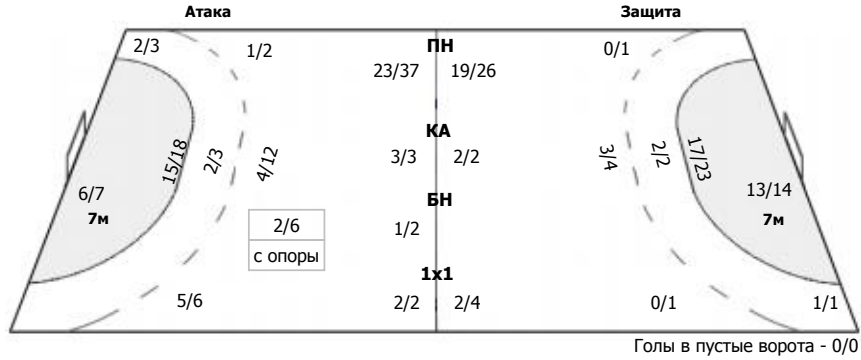 Атака Защита
2/3 1/2 ПН 0/1
23/37 19/26
КА
15/18 2/3 4/12 3/3 2/2 3/4 2/2 17/23
6/7 13/14
7м 7м
БН
2/6 1/2
с опоры
1х1
5/6 2/2 2/4 0/1 1/1
Голы в пустые ворота - 0/0